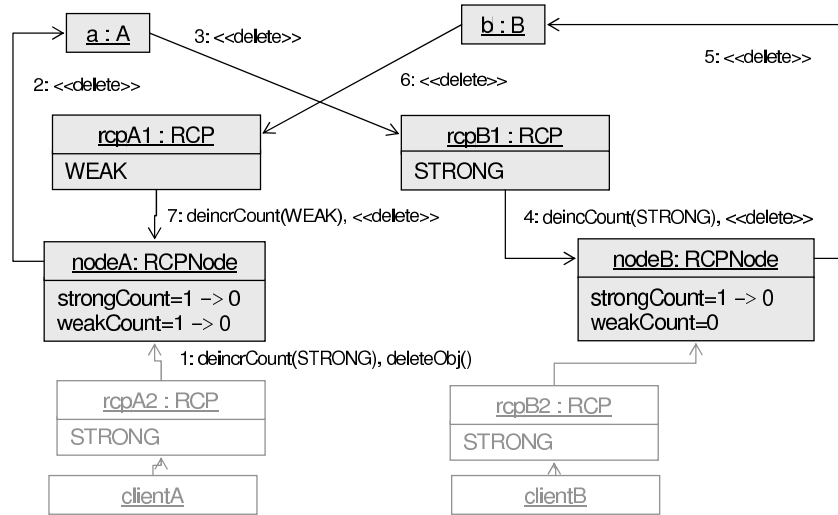 a : A
3: <<delete>>
b : B
2: <<delete>>
6: <<delete>>
5: <<delete>>
rcpA1 : RCP
WEAK
rcpB1 : RCP
STRONG
7: deincrCount(WEAK), <<delete>>
4: deincCount(STRONG), <<delete>>
nodeA: RCPNode
strongCount=1 -> 0
weakCount=1 -> 0
nodeB: RCPNode
strongCount=1 -> 0
weakCount=0
1: deincrCount(STRONG), deleteObj()
rcpA2 : RCP
STRONG
rcpB2 : RCP
STRONG
clientA
clientB